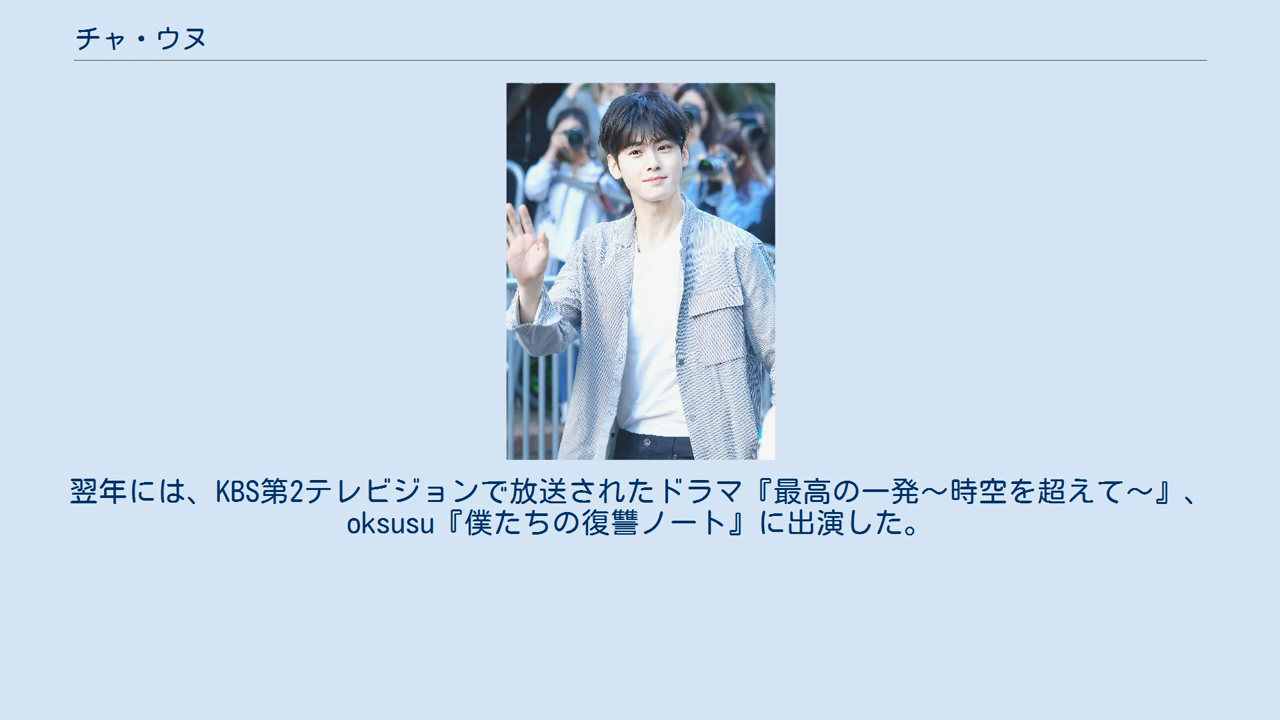 チャ・ウヌ
翌年には、KBS第2テレビジョンで放送されたドラマ『最高の一発〜時空を超えて〜』、
oksusu『僕たちの復讐ノート』に出演した。